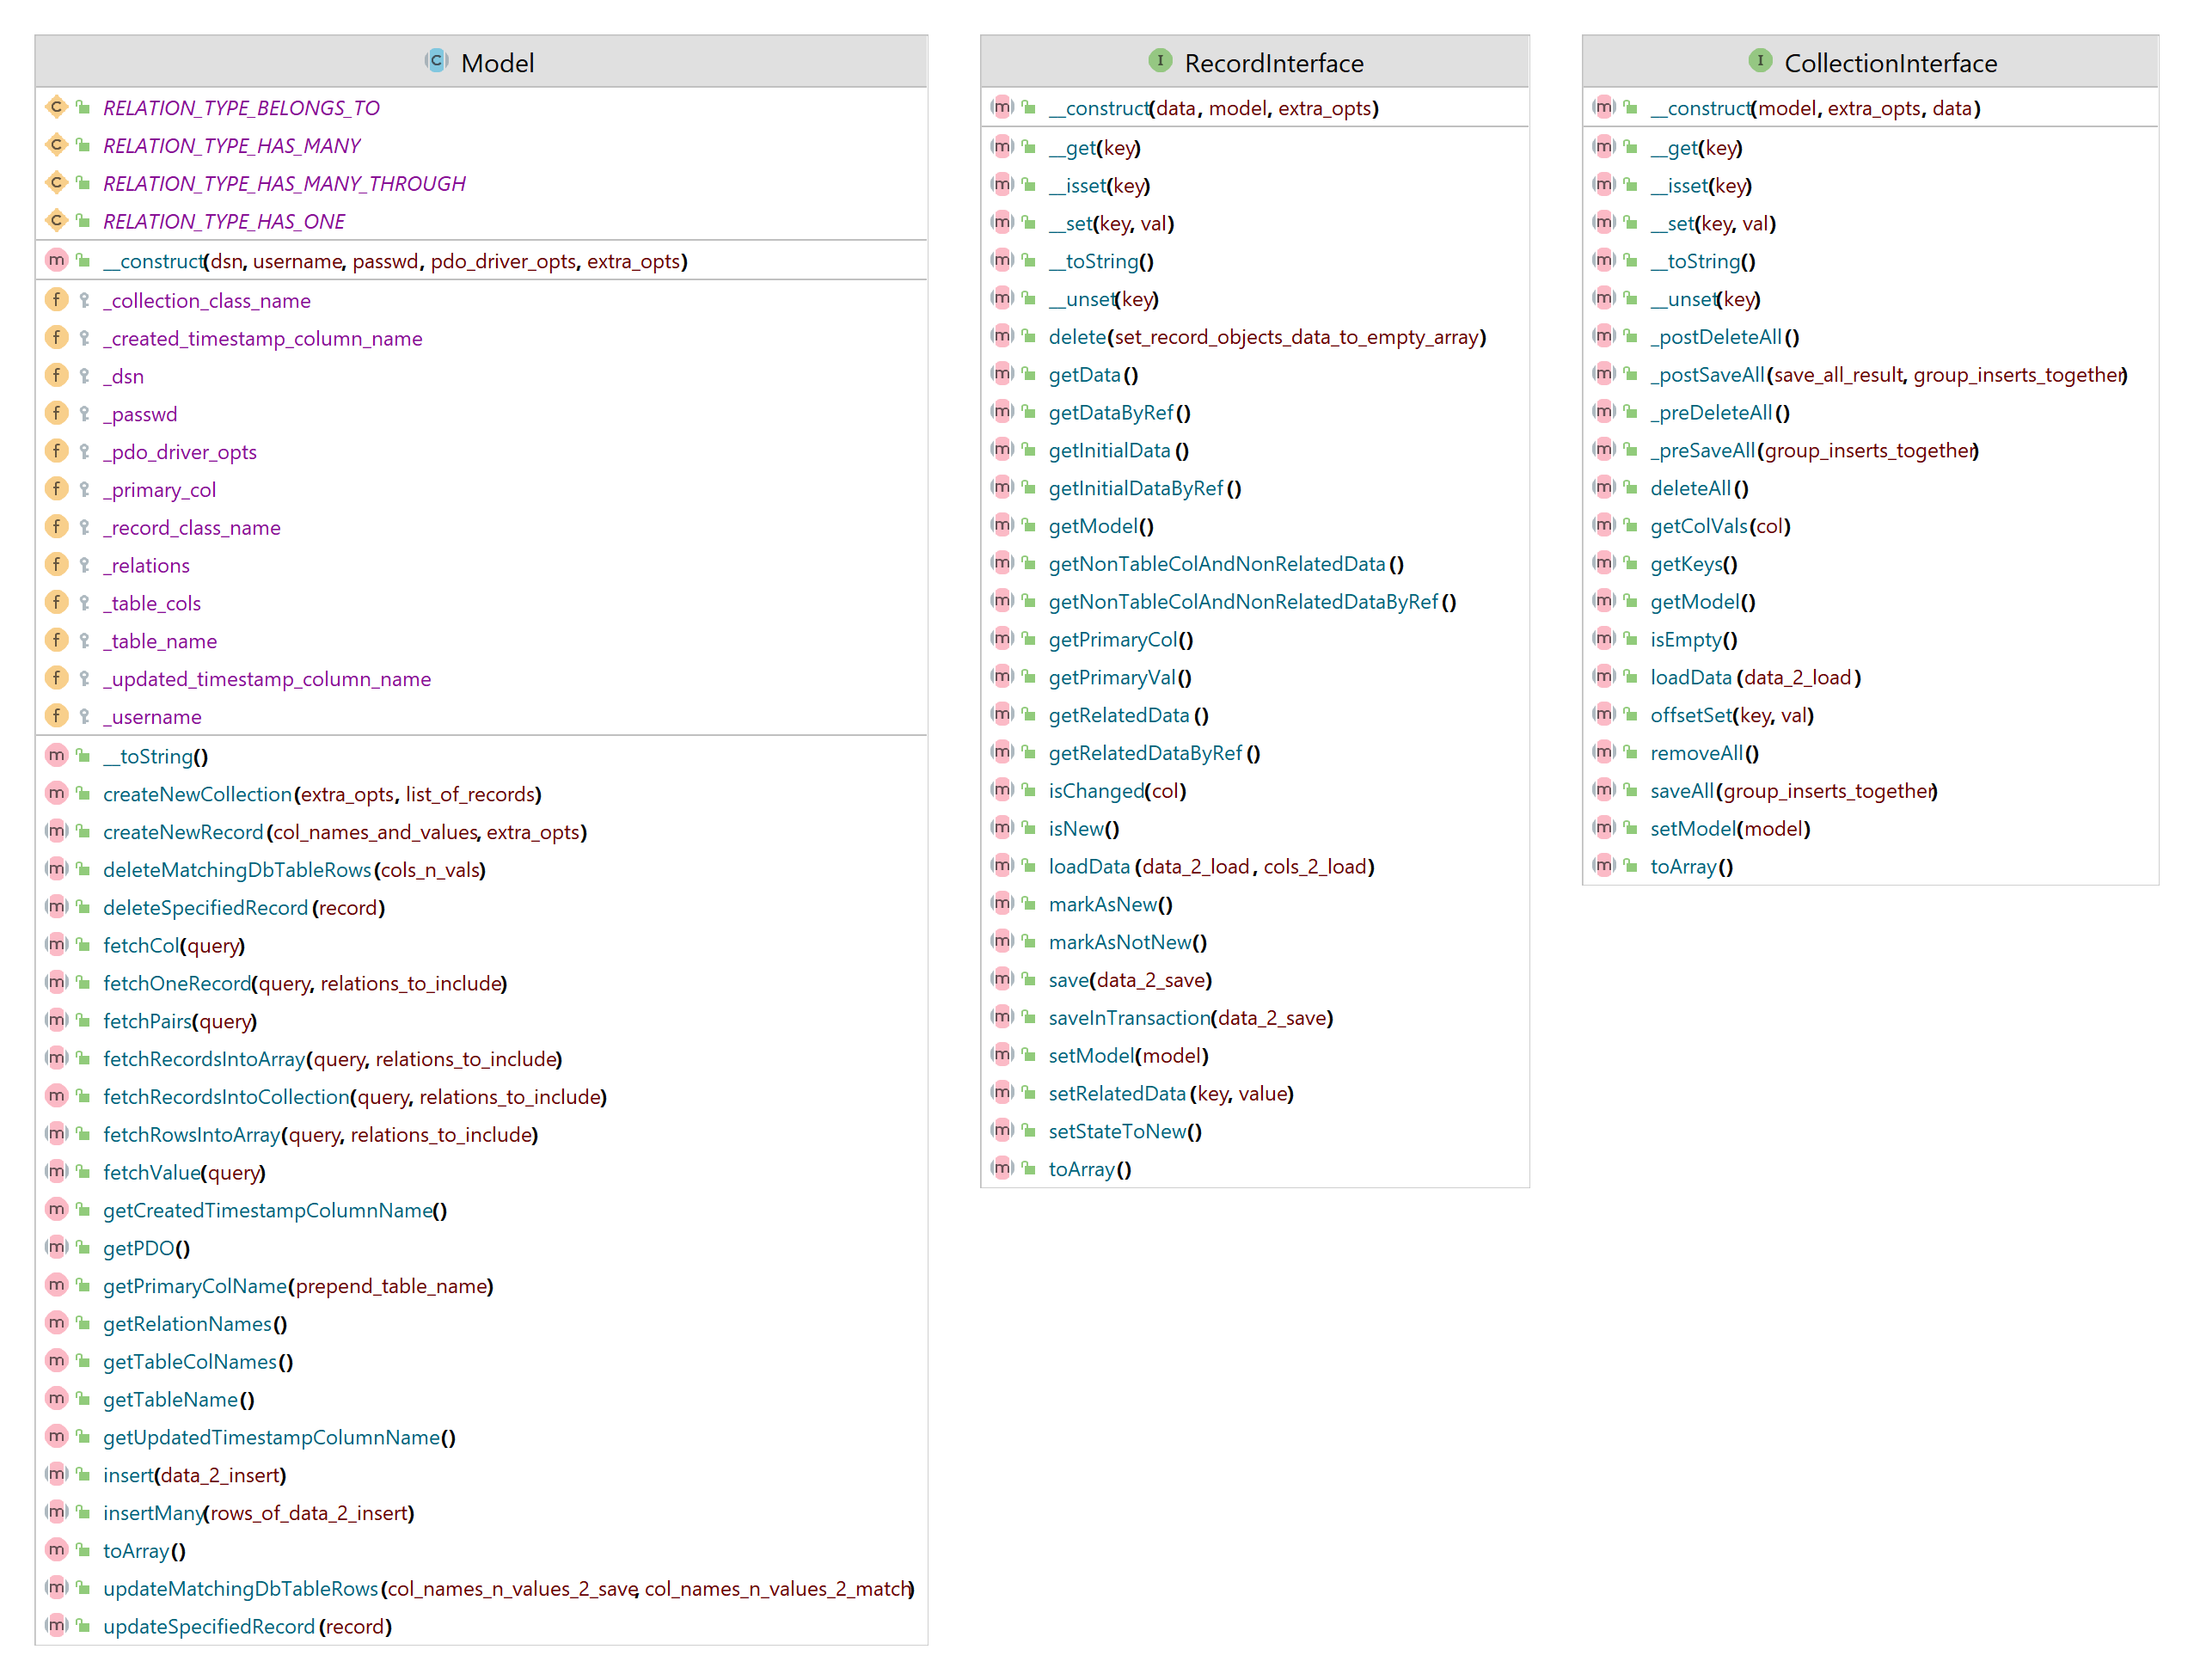 Model
RELATION_TYPE_BELONGS_TO
RELATION_TYPE_HAS_MANY
RELATION_TYPE_HAS_MANY_THROUGH
RELATION_TYPE_HAS_ONE
__construct(dsn, username, passwd, pdo_driver_opts, extra_opts)
_collection_class_name
_created_timestamp_column_name
_dsn
_passwd
_pdo_driver_opts
_primary_col
_record_class_name
_relations
_table_cols
_table_name
_updated_timestamp_column_name
_username
__toString()
createNewCollection(extra_opts, list_of_records)
createNewRecord(col_names_and_values, extra_opts)
deleteMatchingDbTableRows(cols_n_vals)
deleteSpecifiedRecord(record)
fetchCol(query)
fetchOneRecord(query, relations_to_include)
fetchPairs(query)
fetchRecordsIntoArray(query, relations_to_include)
fetchRecordsIntoCollection(query, relations_to_include)
fetchRowsIntoArray(query, relations_to_include)
fetchValue(query)
getCreatedTimestampColumnName()
getPDO()
getPrimaryColName(prepend_table_name)
getRelationNames()
getTableColNames()
getTableName()
getUpdatedTimestampColumnName()
insert(data_2_insert)
insertMany(rows_of_data_2_insert)
toArray()
updateMatchingDbTableRows(col_names_n_values_2_save, col_names_n_values_2_match)
updateSpecifiedRecord(record)
RecordInterface
__construct(data, model, extra_opts)
__get(key)
__isset(key)
__set(key, val)
__toString()
__unset(key)
delete(set_record_objects_data_to_empty_array)
getData()
getDataByRef()
getInitialData()
getInitialDataByRef()
getModel()
getNonTableColAndNonRelatedData()
getNonTableColAndNonRelatedDataByRef()
getPrimaryCol()
getPrimaryVal()
getRelatedData()
getRelatedDataByRef()
isChanged(col)
isNew()
loadData(data_2_load, cols_2_load)
markAsNew()
markAsNotNew()
save(data_2_save)
saveInTransaction(data_2_save)
setModel(model)
setRelatedData(key, value)
setStateToNew()
toArray()
CollectionInterface
__construct(model, extra_opts, data)
__get(key)
__isset(key)
__set(key, val)
__toString()
__unset(key)
_postDeleteAll()
_postSaveAll(save_all_result, group_inserts_together)
_preDeleteAll()
_preSaveAll(group_inserts_together)
deleteAll()
getColVals(col)
getKeys()
getModel()
isEmpty()
loadData(data_2_load)
offsetSet(key, val)
removeAll()
saveAll(group_inserts_together)
setModel(model)
toArray()